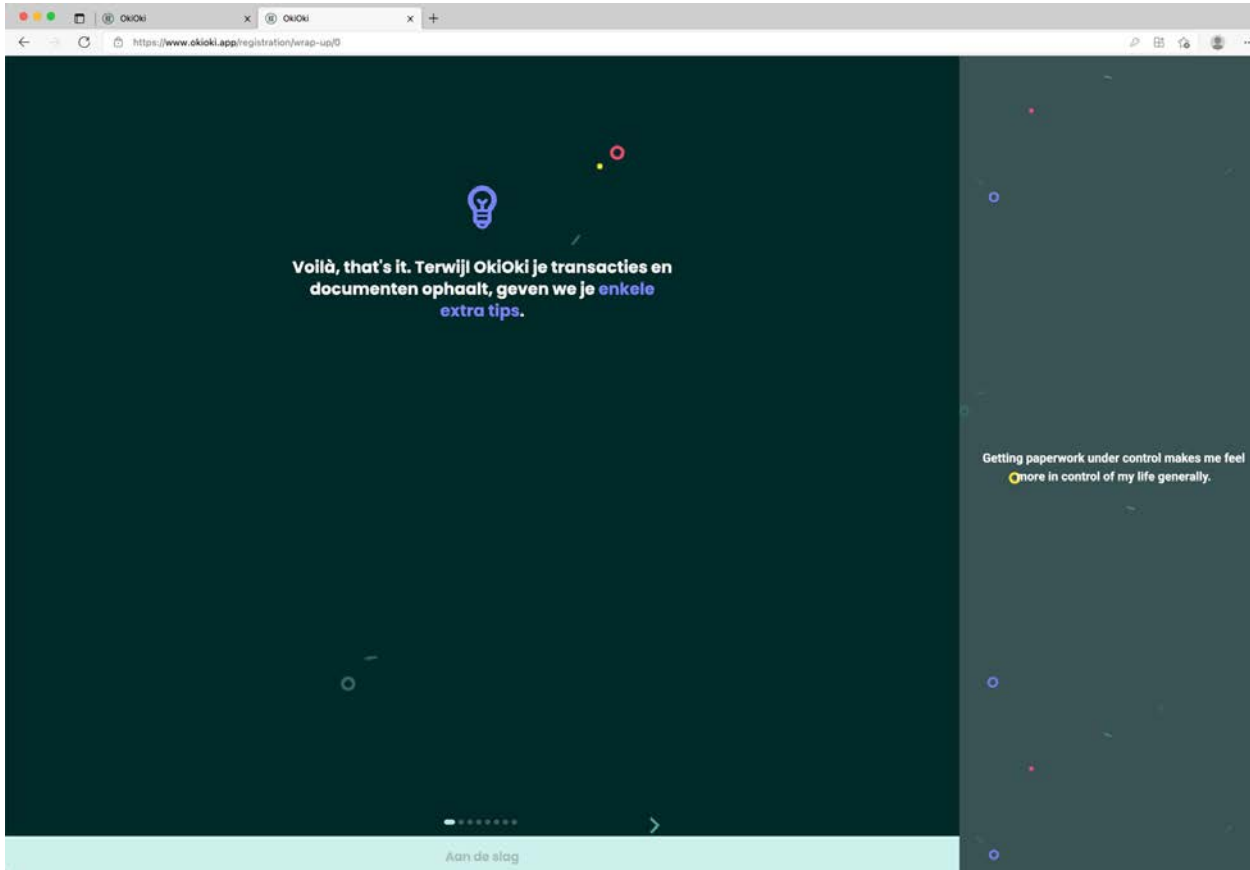 OkiOki
OkiOki
https://www.okioki.app/registration/wrap-up/0
Voilà, that's it. Terwijl OkiOki je transacties en
documenten ophaalt, geven we je enkele
extra tips.
Getting paperwork under control makes me feel
more in control of my life generally.
Aan de slag